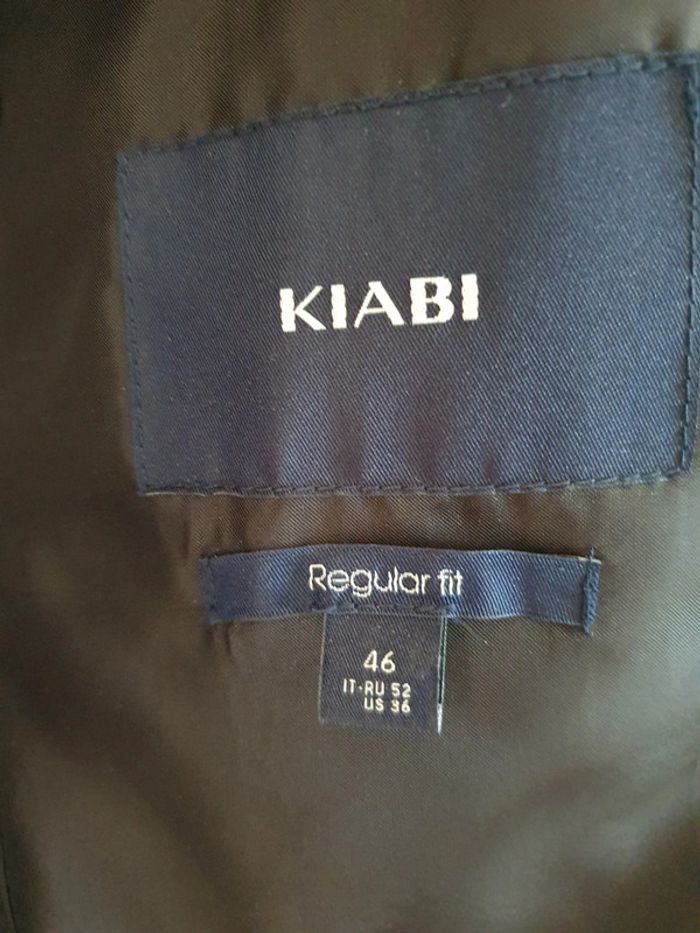 KIABI
Regular fit
46
IT-RU 52
US 36